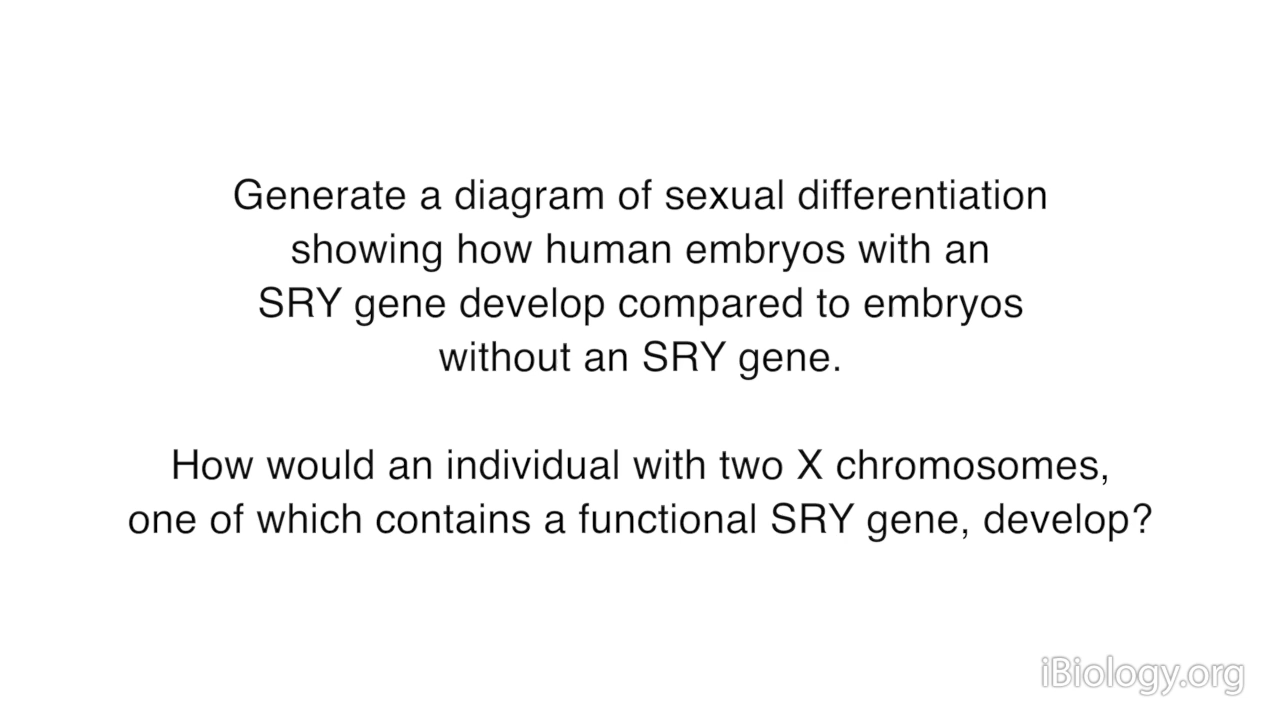 Generate a diagram of sexual differentiation
showing how human embryos with an
SRY gene develop compared to embryos
without an SRY gene.
How would an individual with two X chromosomes,
one of which contains a functional SRY gene, develop?
iBiology.org